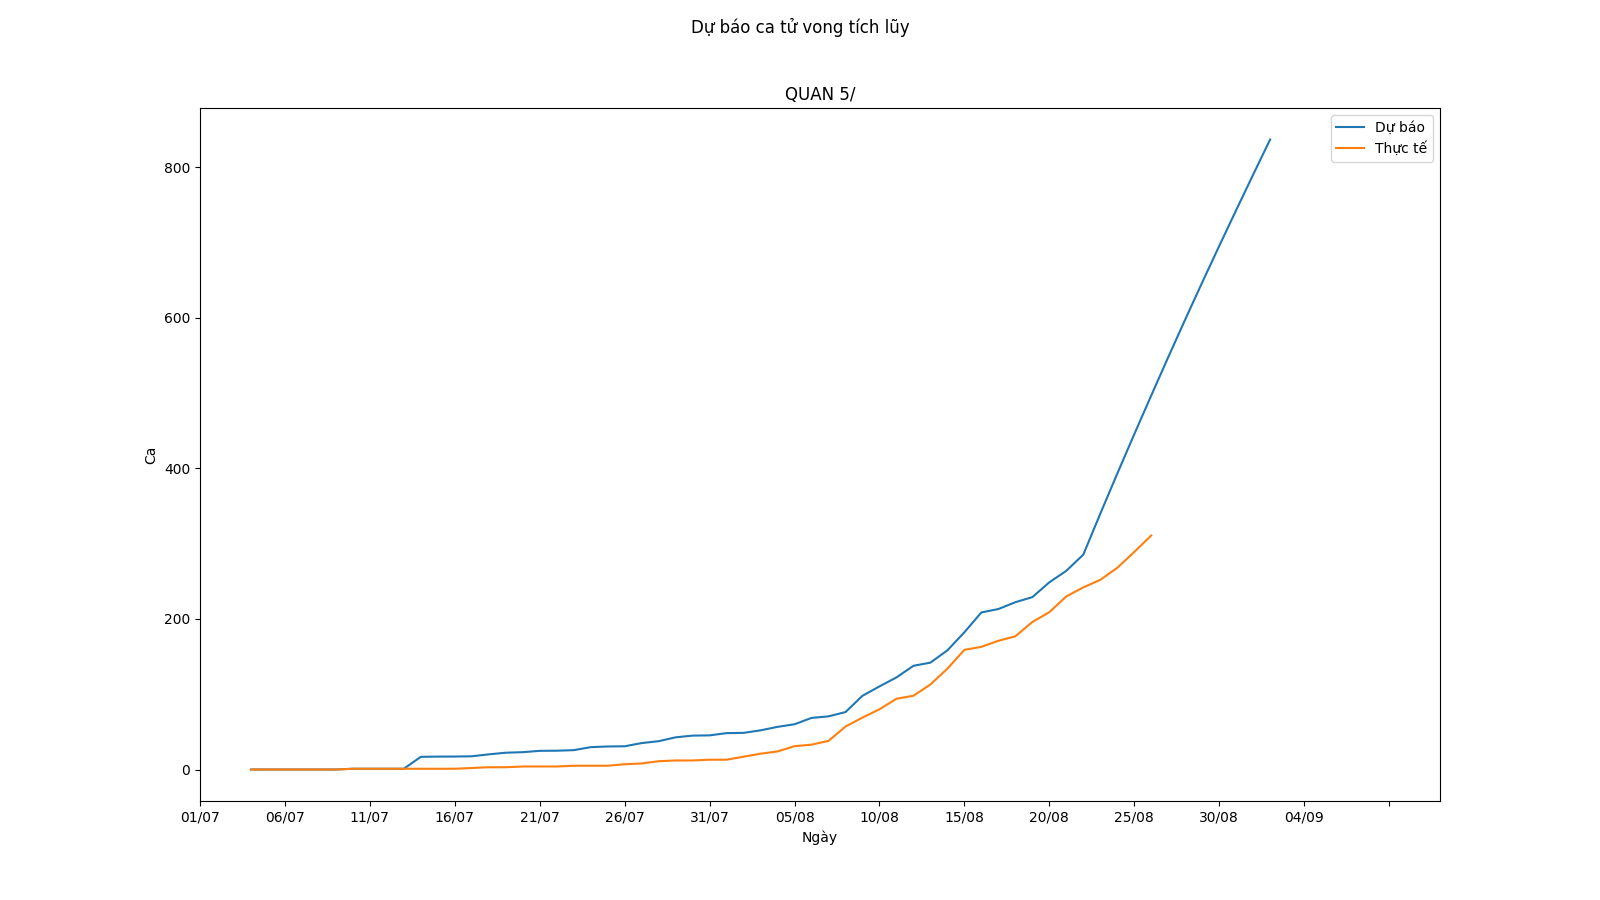 Dự báo ca tử vong tích lũy
QUAN 5/
Dự báo
Thực tế
800
600
400
200
0
Ca
01/07 06/07 11/07 16/07 21/07 26/07 31/07 05/08 10/08 15/08 20/08 25/08 30/08 04/09
Ngày